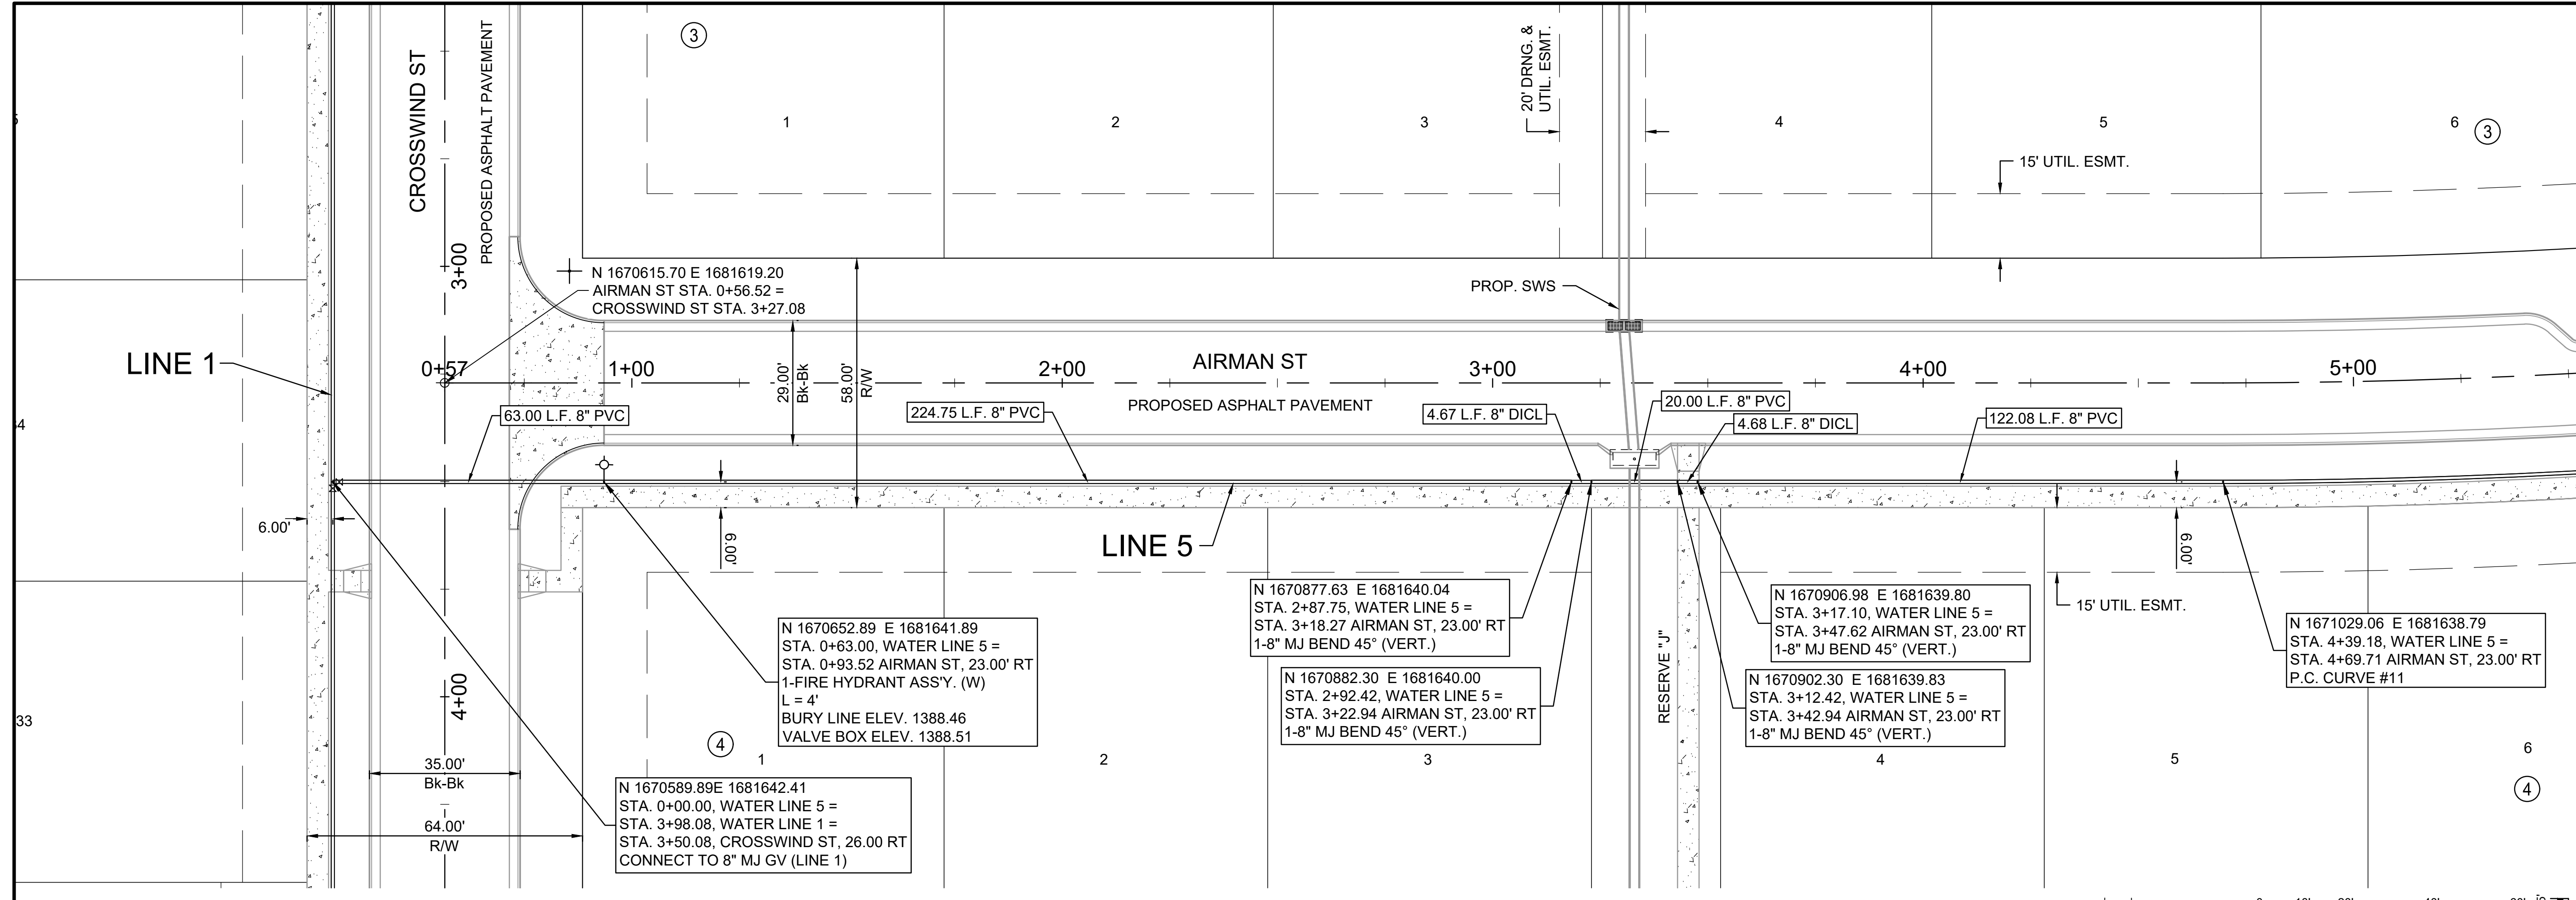 CROSSWIND ST
PROPOSED ASPHALT PAVEMENT
3
1
2
3
20' DRNG. &
UTIL. ESMT.
4
5
6
3
15' UTIL. ESMT.
3+00
N 1670615.70 E 1681619.20
AIRMAN ST STA. 0+56.52 =
CROSSWIND ST STA. 3+27.08
PROP. SWS
LINE 1
0+57
1+00
2+00
AIRMAN ST
3+00
4+00
5+00
29.00'
Bk-Bk
58.00'
R/W
PROPOSED ASPHALT PAVEMENT
63.00 L.F. 8" PVC
224.75 L.F. 8" PVC
4.67 L.F. 8" DICL
20.00 L.F. 8" PVC
4.68 L.F. 8" DICL
122.08 L.F. 8" PVC
6.00'
6.00'
LINE 5
6.00'
N 1670877.63 E 1681640.04
STA. 2+87.75, WATER LINE 5 =
STA. 3+18.27 AIRMAN ST, 23.00' RT
1-8" MJ BEND 45° (VERT.)
N 1670906.98 E 1681639.80
STA. 3+17.10, WATER LINE 5 =
STA. 3+47.62 AIRMAN ST, 23.00' RT
1-8" MJ BEND 45° (VERT.)
15' UTIL. ESMT.
N 1671029.06 E 1681638.79
STA. 4+39.18, WATER LINE 5 =
STA. 4+69.71 AIRMAN ST, 23.00' RT
P.C. CURVE #11
N 1670652.89 E 1681641.89
STA. 0+63.00, WATER LINE 5 =
STA. 0+93.52 AIRMAN ST, 23.00' RT
1-FIRE HYDRANT ASS'Y. (W)
L = 4'
BURY LINE ELEV. 1388.46
VALVE BOX ELEV. 1388.51
N 1670882.30 E 1681640.00
STA. 2+92.42, WATER LINE 5 =
STA. 3+22.94 AIRMAN ST, 23.00' RT
1-8" MJ BEND 45° (VERT.)
RESERVE "J"
N 1670902.30 E 1681639.83
STA. 3+12.42, WATER LINE 5 =
STA. 3+42.94 AIRMAN ST, 23.00' RT
1-8" MJ BEND 45° (VERT.)
4+00
33
4
1
2
3
4
5
6
4
35.00'
Bk-Bk
64.00'
R/W
N 1670589.89E 1681642.41
STA. 0+00.00, WATER LINE 5 =
STA. 3+98.08, WATER LINE 1 =
STA. 3+50.08, CROSSWIND ST, 26.00 RT
CONNECT TO 8" MJ GV (LINE 1)